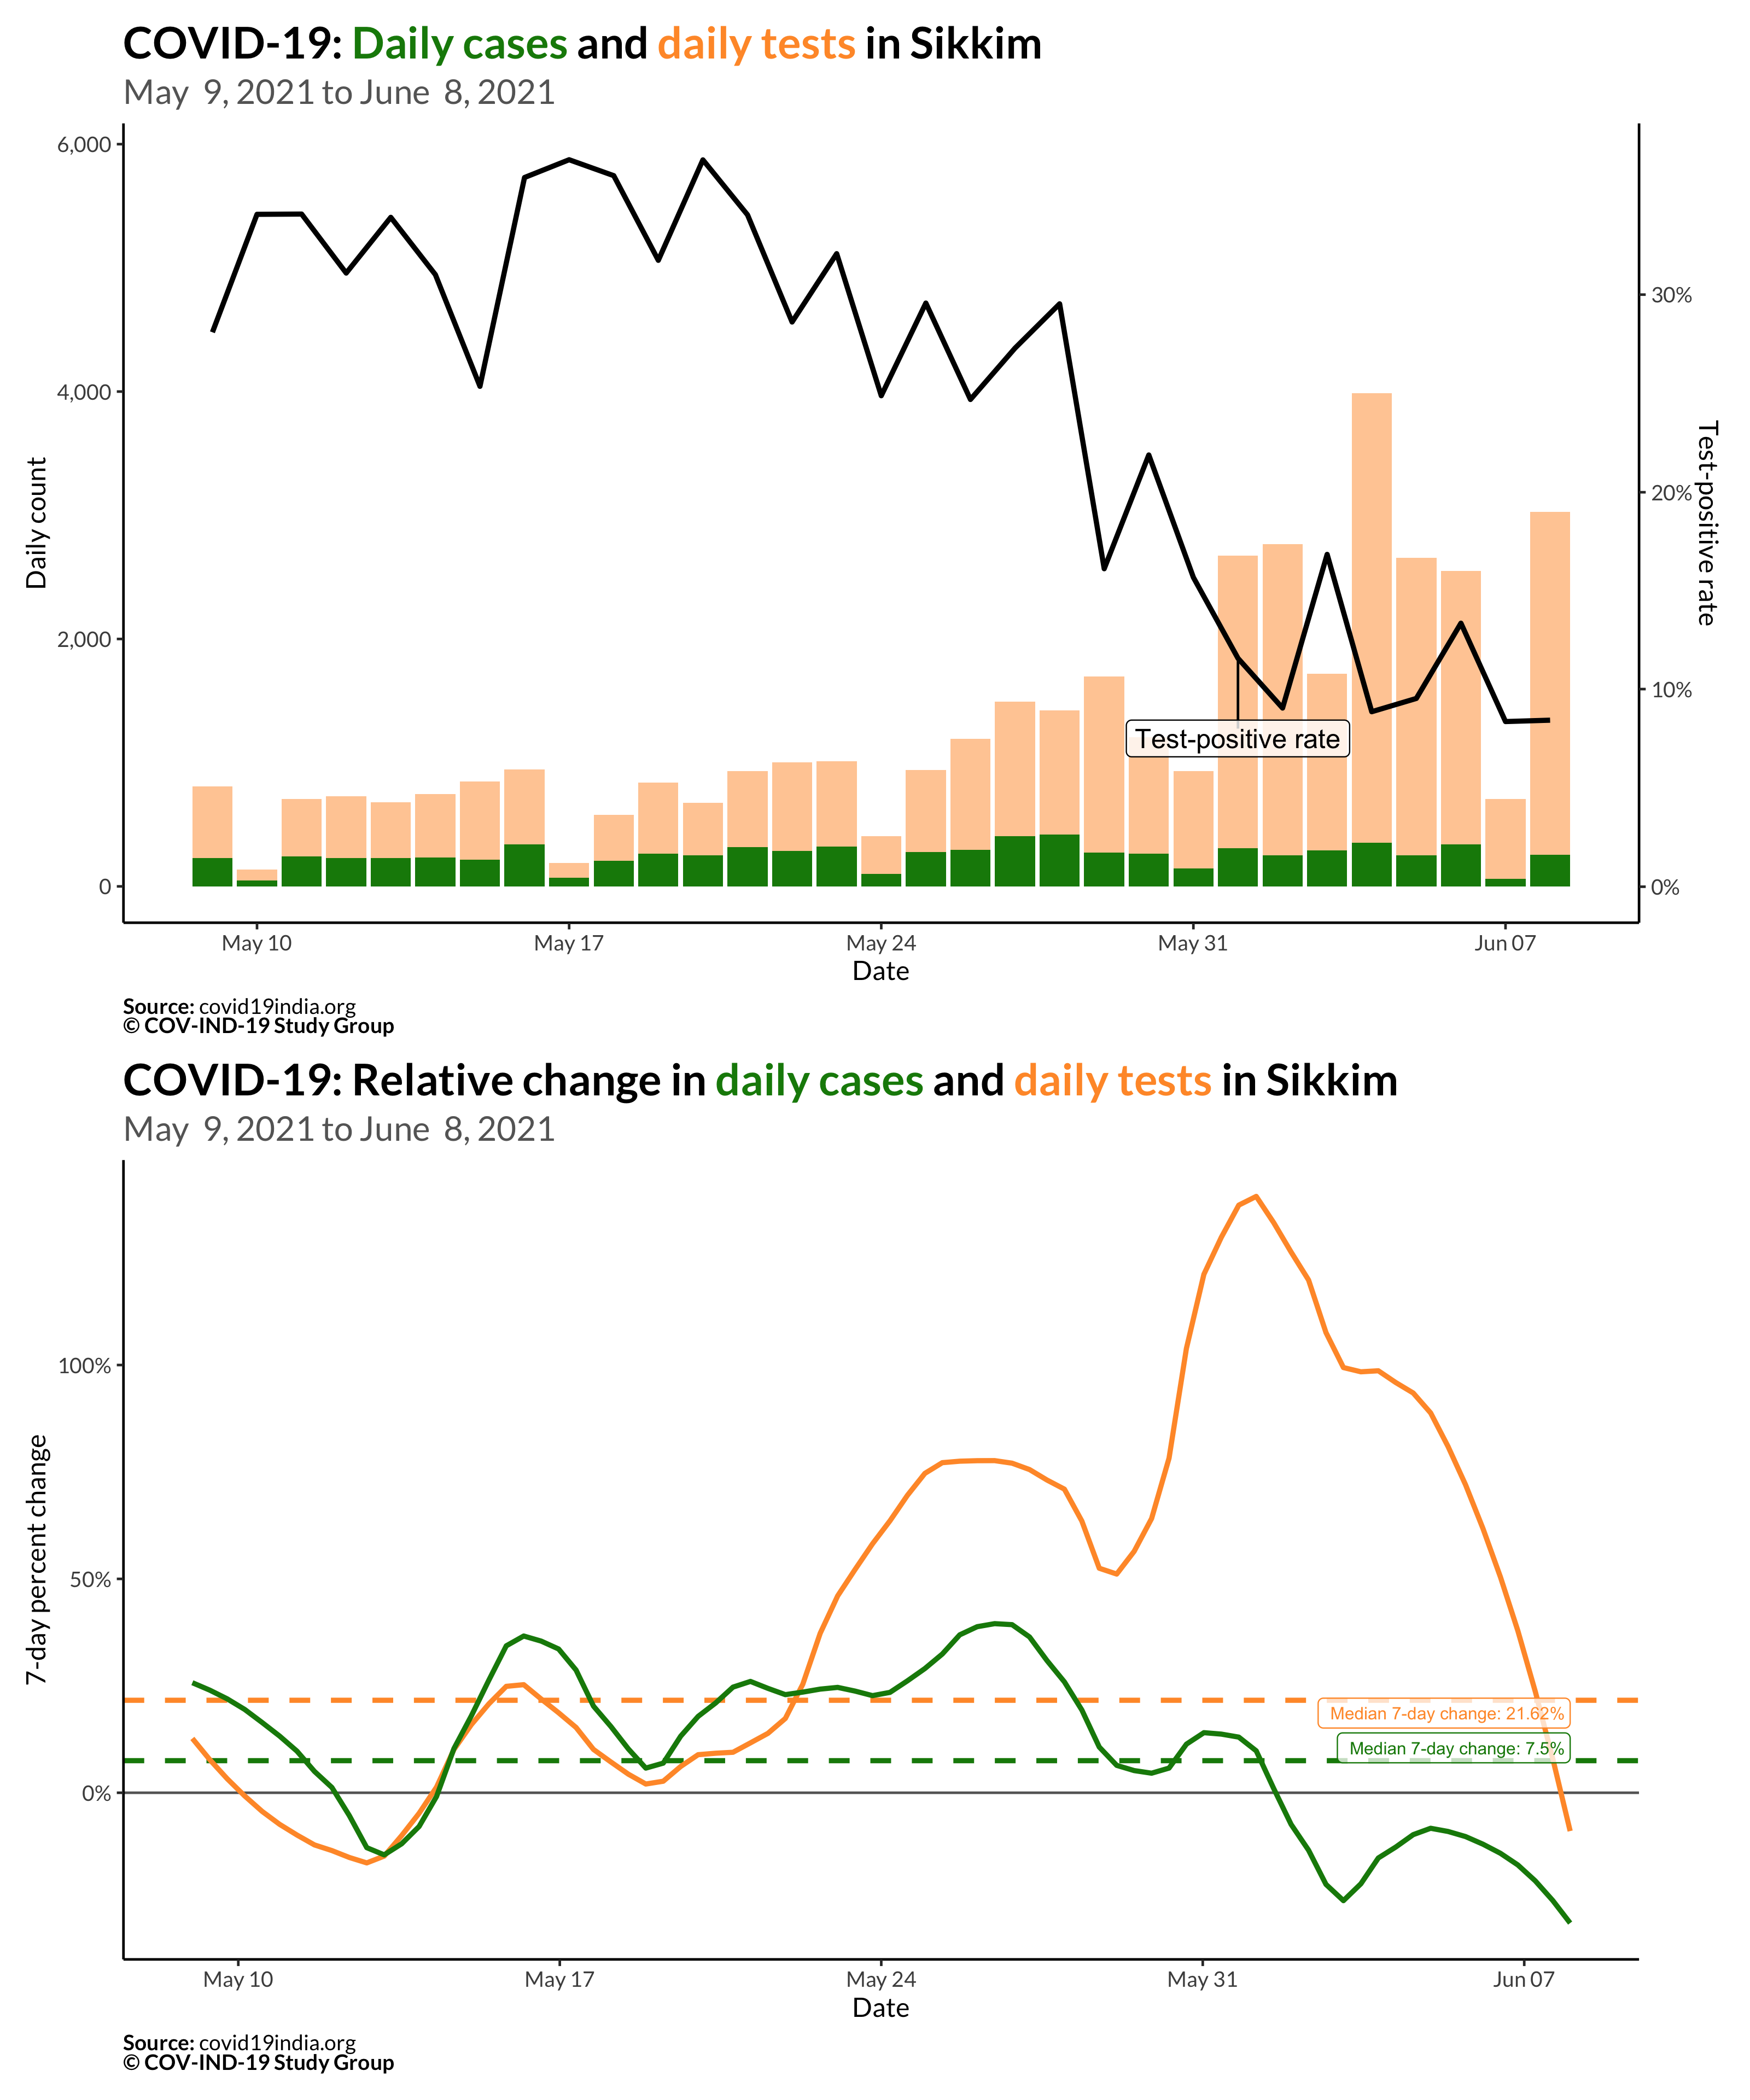 COVID-19: Daily cases and daily tests in Sikkim
May 9, 2021 to June 8, 2021
6,000
4,000
2,000
0
Daily count
30%
20%
10%
0%
Test-positive rate
Test-positive rate
May 10
May 17
May 24
May 31
Jun 07
Date
Source: covid19india.org
© COV-IND-19 Study Group
COVID-19: Relative change in daily cases and daily tests in Sikkim
May 9, 2021 to June 8, 2021
100%
50%
0%
7-day percent change
Median 7-day change: 21.62%
Median 7-day change: 7.5%
May 10
May 17
May 24
May 31
Jun 07
Date
Source: covid19india.org
© COV-IND-19 Study Group